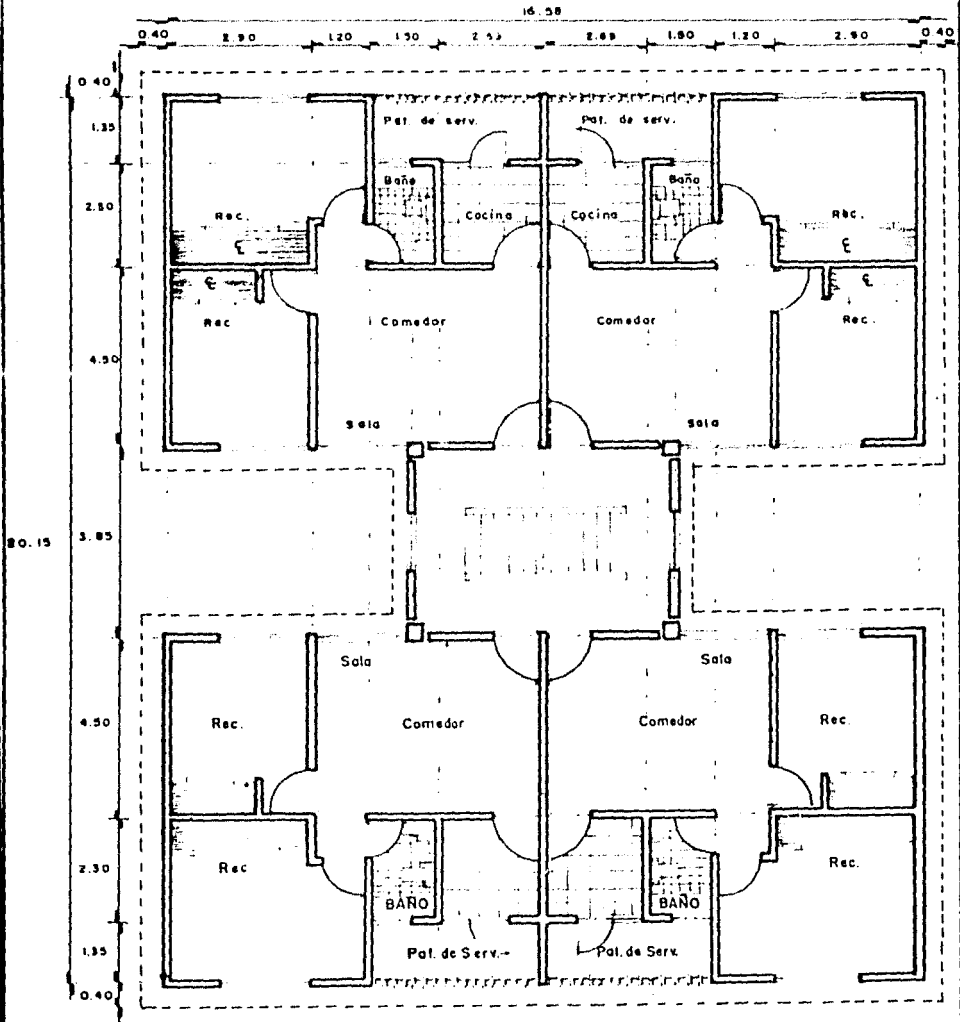 16.58
0.40 2.90 1.20 1.50 2.53 2.69 1.50 1.20 2.90 0.40
0.40
1.35
Pat. de serv. Pat. de serv.
Baño Baño
2.50
Rec. Cocina Cocina Rec.
℄ ℄
℄ ℄
Rec Comedor Comedor Rec.
4.50
Sala Sala
20.15
3.85
Sala Sala
4.50
Rec. Comedor Comedor Rec.
2.30
Rec Rec.
BAÑO BAÑO
1.35
Pat. de Serv. Pat. de Serv.
0.40